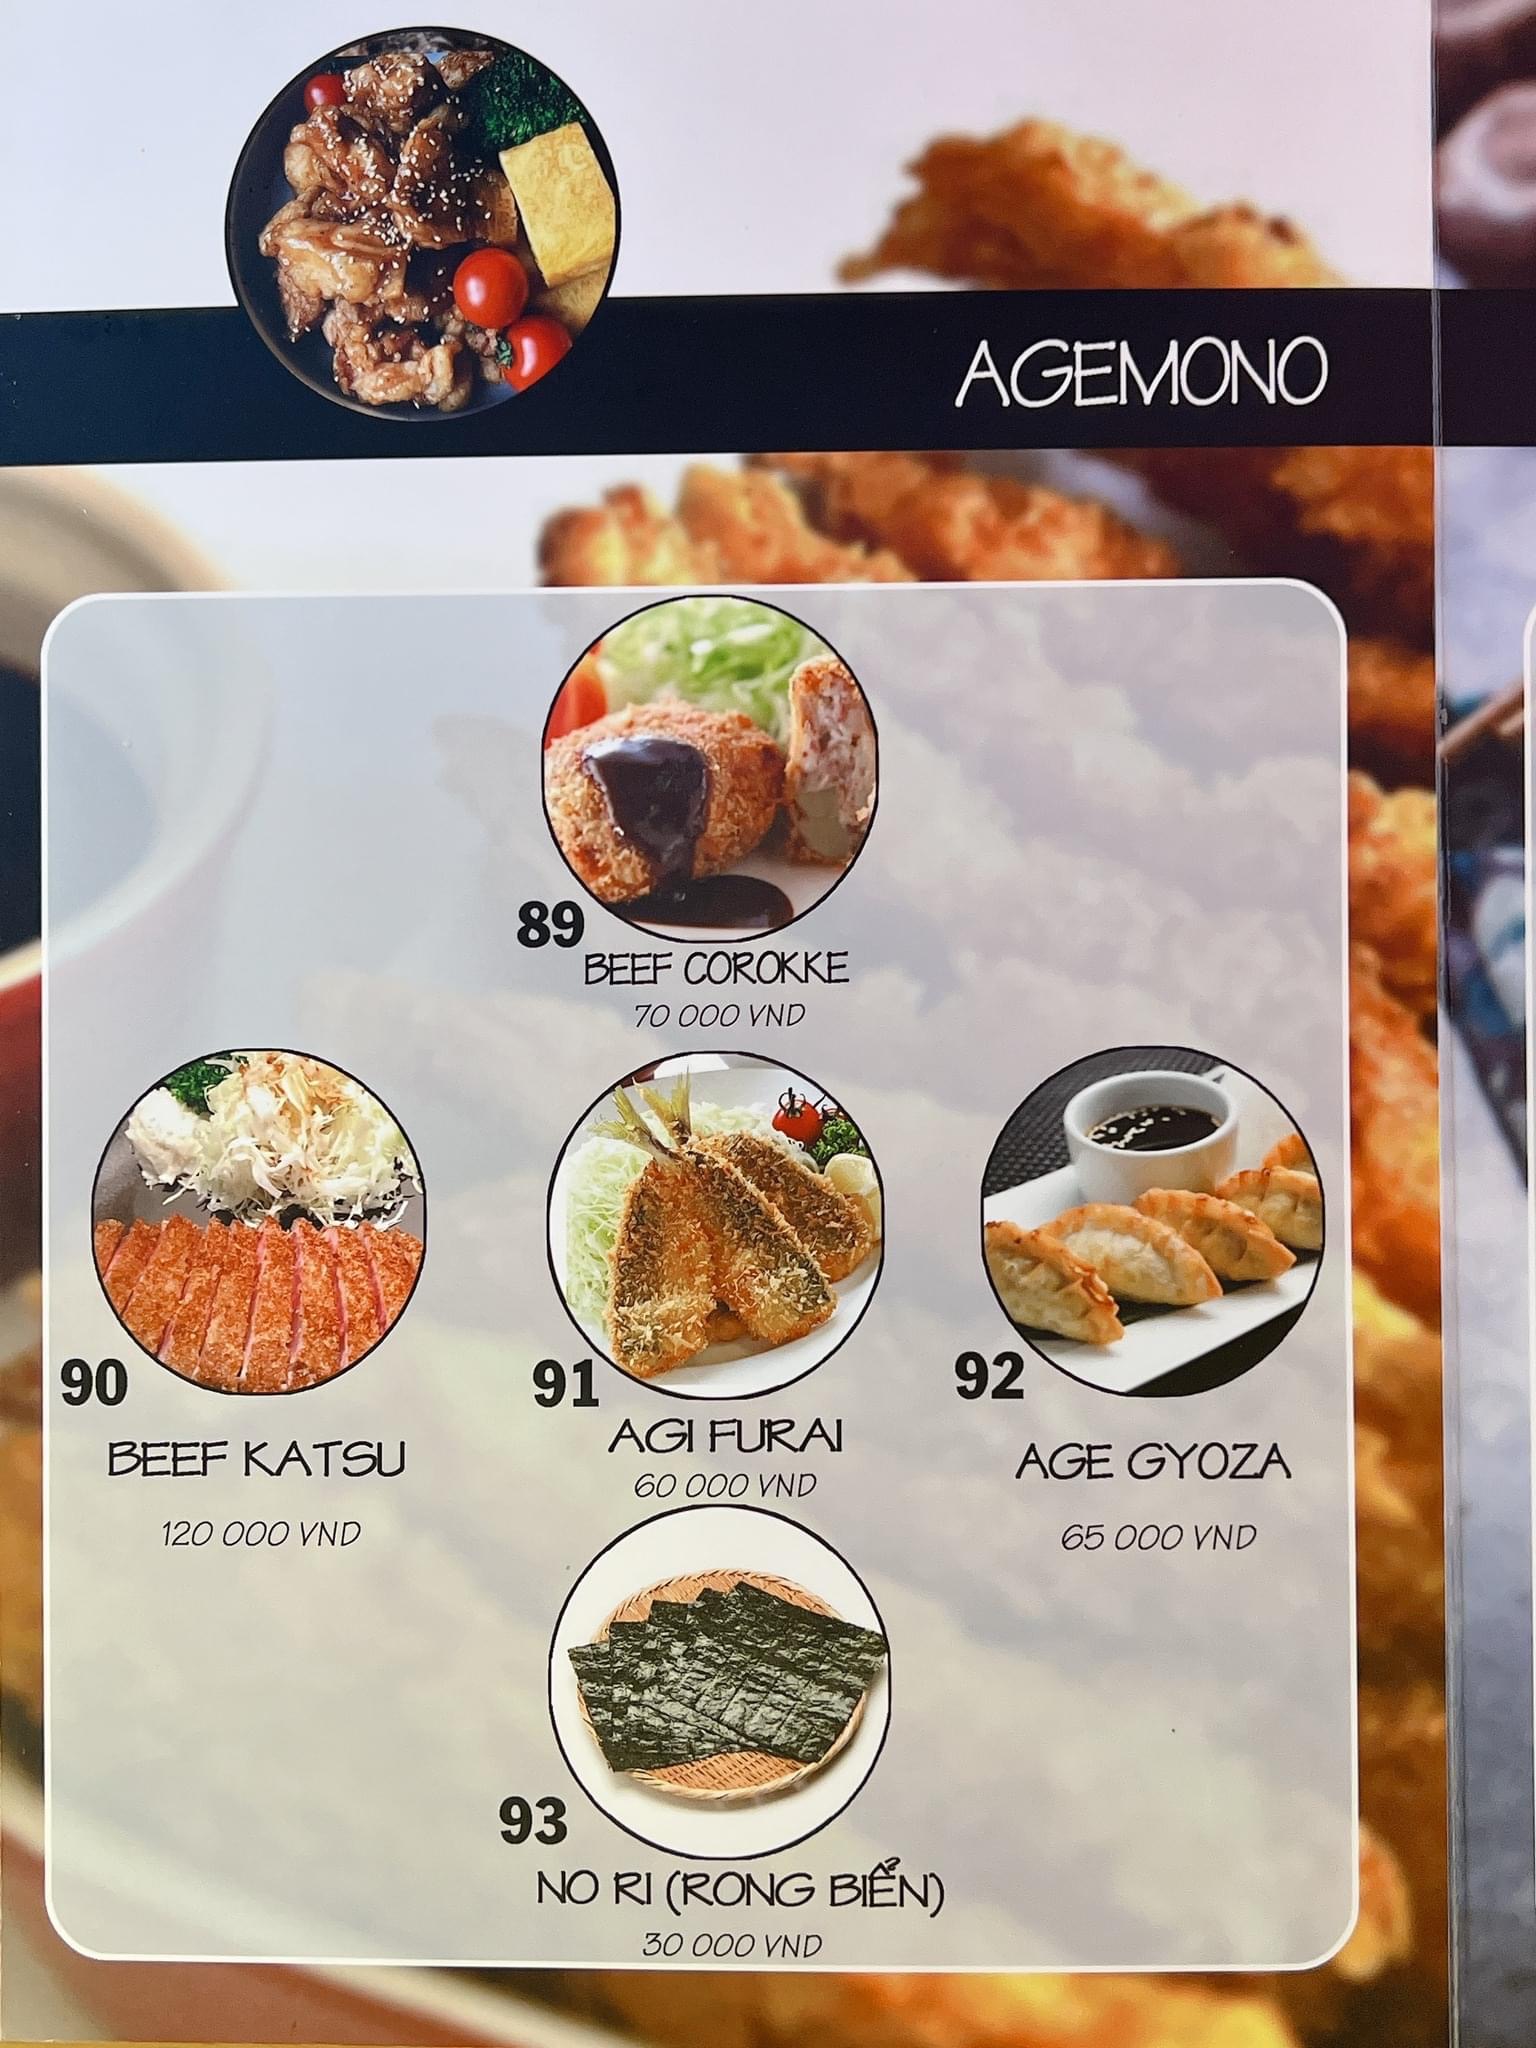 AGEMONO
89
BEEF COROKKE
70 000 VND
90
BEEF KATSU
120 000 VND
91
AGI FURAI
60 000 VND
92
AGE GYOZA
65 000 VND
93
NO RI (RONG BIỂN)
30 000 VND